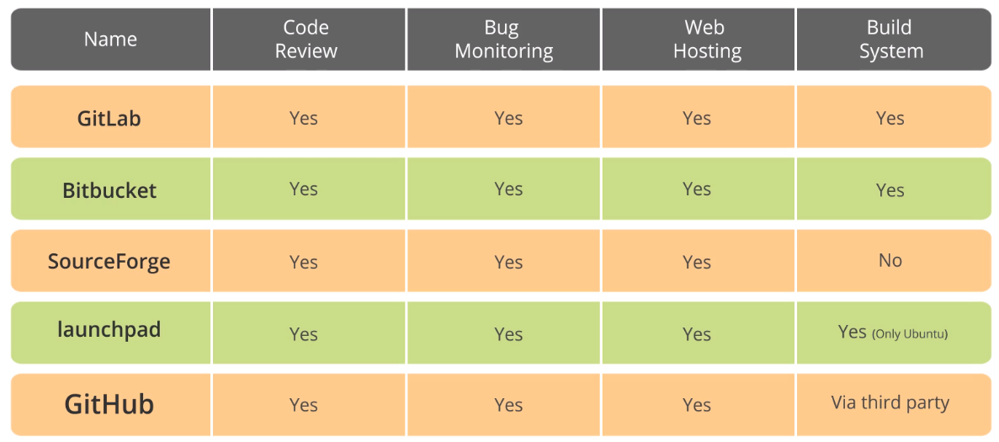 Name Code Review Bug Monitoring Web Hosting Build System
GitLab Yes Yes Yes Yes
Bitbucket Yes Yes Yes Yes
SourceForge Yes Yes Yes No
launchpad Yes Yes Yes Yes (Only Ubuntu)
GitHub Yes Yes Yes Via third party